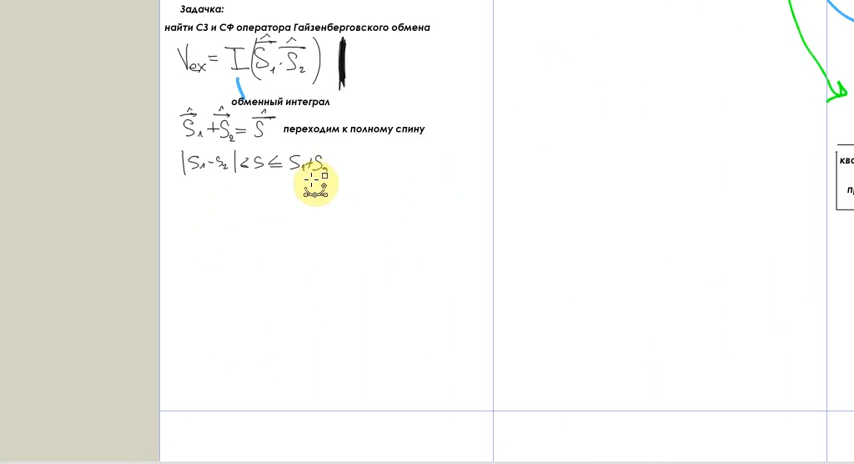 Задачка:
найти СЗ и СФ оператора Гайзенберговского обмена
V_ex = I(Ŝ₁·Ŝ₂)
обменный интеграл
Ŝ₁+Ŝ₂=Ŝ переходим к полному спину
|S₁-S₂| < S ≤ S₁+S₂
ква
п